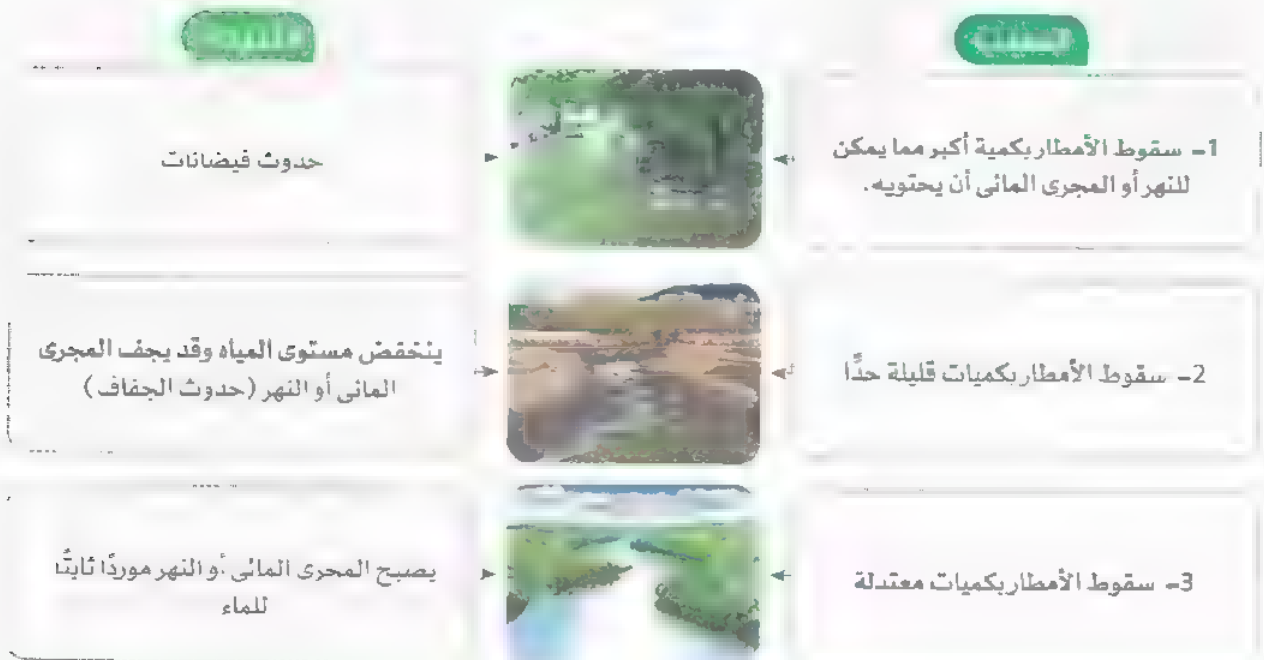 1- سقوط الأمطار بكمية أكبر مما يمكن
للنهر أو المجرى المائى أن يحتويه.
حدوث فيضانات
2- سقوط الأمطار بكميات قليلة جدًّا
ينخفض مستوى المياه وقد يجف المجرى
المائى أو النهر (حدوث الجفاف)
3- سقوط الأمطار بكميات معتدلة
يصبح المجرى المائى أو النهر موردًا ثابتًا
للماء